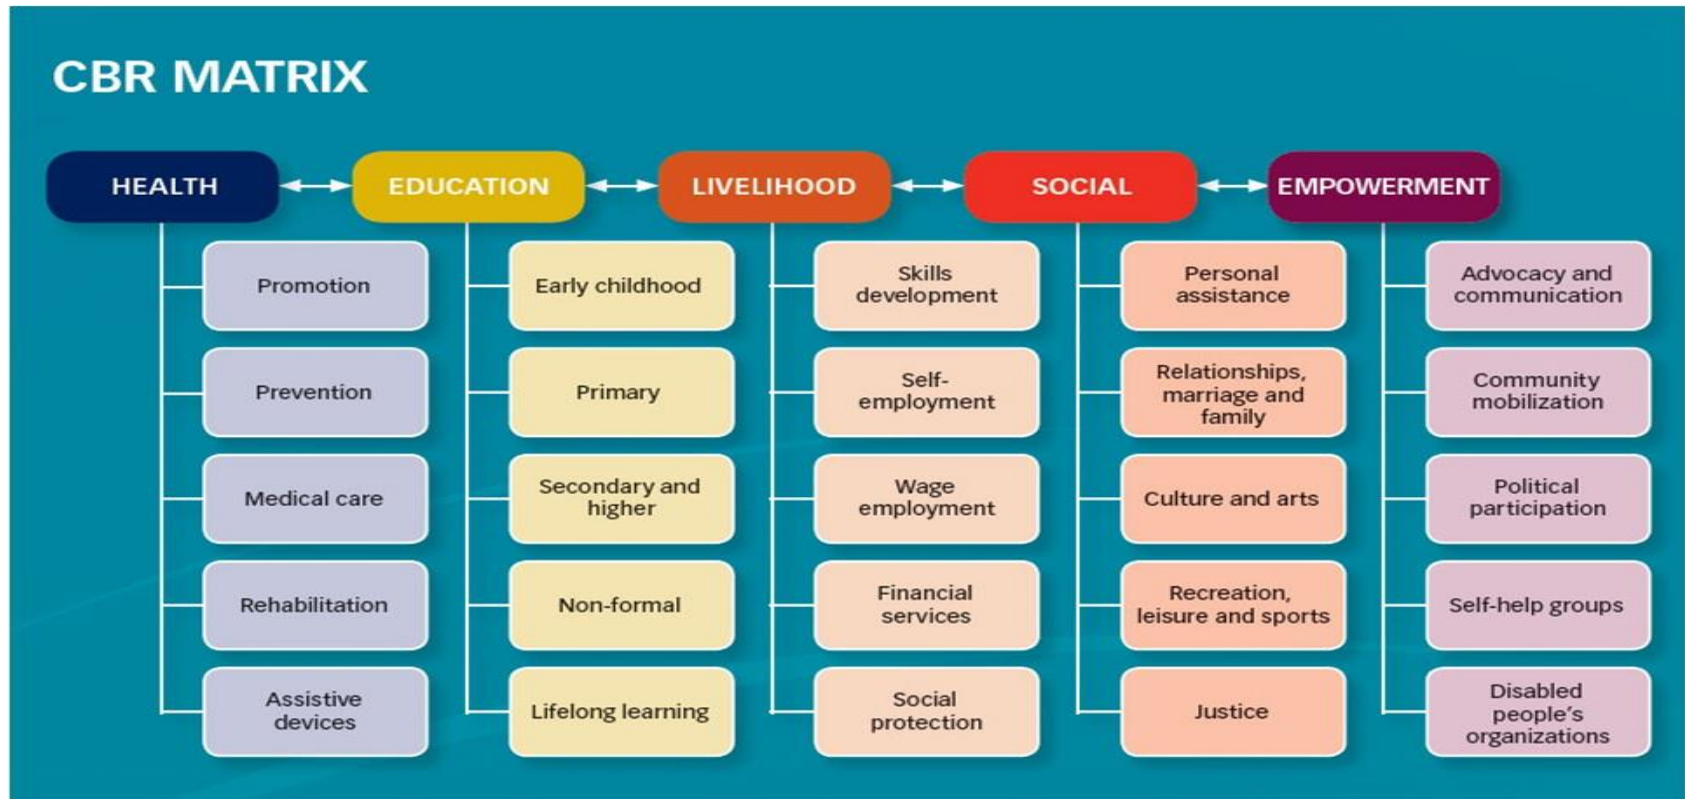 CBR MATRIX
HEALTH
EDUCATION
LIVELIHOOD
SOCIAL
EMPOWERMENT
Promotion
Prevention
Medical care
Rehabilitation
Assistive
devices
Early childhood
Primary
Secondary and
higher
Non-formal
Lifelong learning
Skills
development
Self-
employment
Wage
employment
Financial
services
Social
protection
Personal
assistance
Relationships,
marriage and
family
Culture and arts
Recreation,
leisure and sports
Justice
Advocacy and
communication
Community
mobilization
Political
participation
Self-help groups
Disabled
people's
organizations